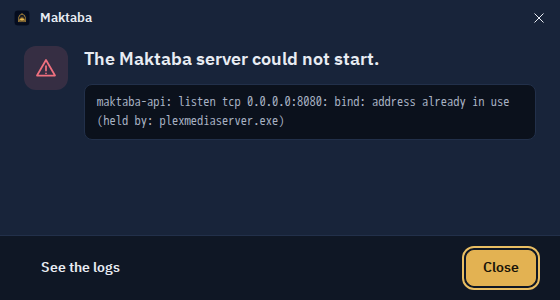 Maktaba
The Maktaba server could not start.
maktaba-api: listen tcp 0.0.0.0:8080: bind: address already in use
(held by: plexmediaserver.exe)
See the logs
Close